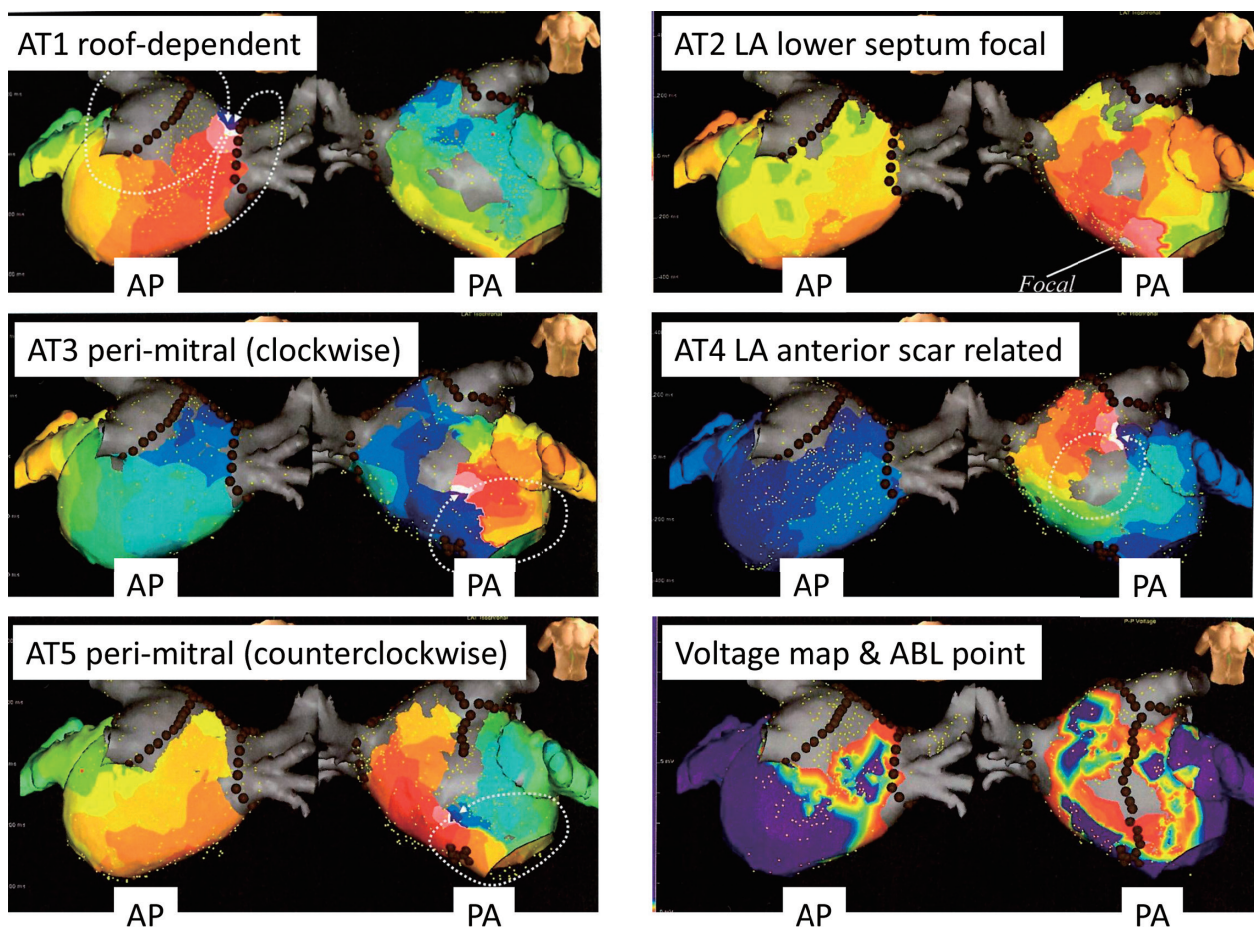 AT1 roof-dependent
AP
PA
AT2 LA lower septum focal
Focal
AP
PA
AT3 peri-mitral (clockwise)
AP
PA
AT4 LA anterior scar related
AP
PA
AT5 peri-mitral (counterclockwise)
AP
PA
Voltage map & ABL point
P-P Voltage
AP
PA